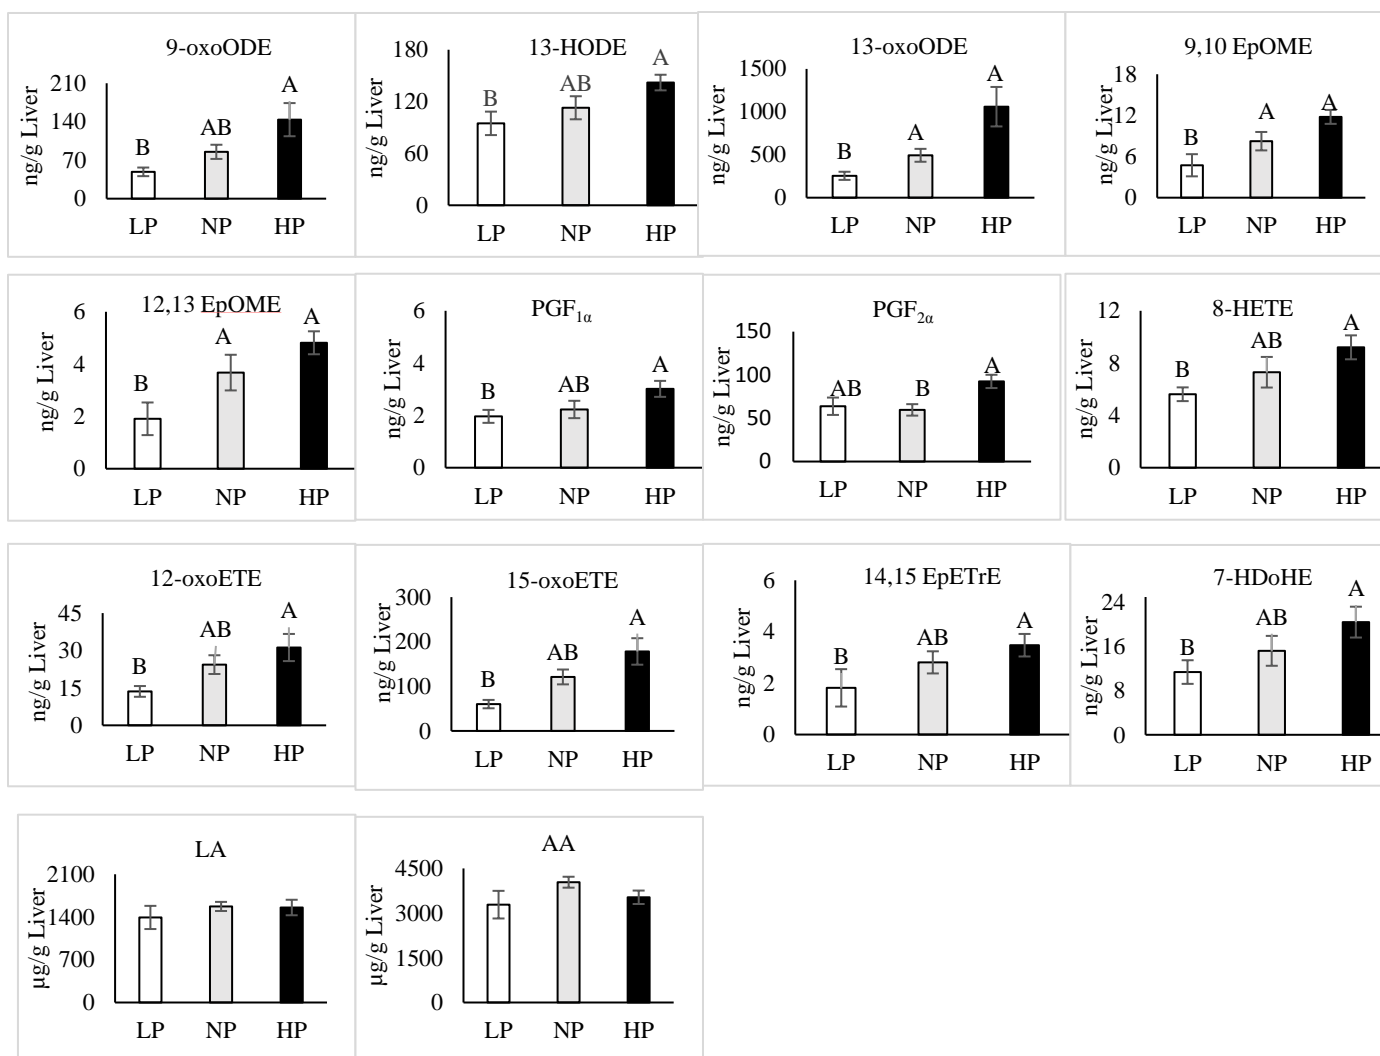 9-oxoODE
ng/g Liver
210
140
70
0
B
AB
A
LP NP HP
13-HODE
ng/g Liver
180
120
60
0
B
AB
A
LP NP HP
13-oxoODE
ng/g Liver
1500
1000
500
0
B
A
A
LP NP HP
9,10 EpOME
ng/g Liver
18
12
6
0
B
A
A
LP NP HP
12,13 EpOME
ng/g Liver
6
4
2
0
B
A
A
LP NP HP
PGF1α
ng/g Liver
6
4
2
0
B
AB
A
LP NP HP
PGF2α
ng/g Liver
150
100
50
0
AB
B
A
LP NP HP
8-HETE
ng/g Liver
12
8
4
0
B
AB
A
LP NP HP
12-oxoETE
ng/g Liver
45
30
15
0
B
AB
A
LP NP HP
15-oxoETE
ng/g Liver
300
200
100
0
B
AB
A
LP NP HP
14,15 EpETrE
ng/g Liver
6
4
2
0
B
AB
A
LP NP HP
7-HDoHE
ng/g Liver
24
16
8
0
B
AB
A
LP NP HP
LA
µg/g Liver
2100
1400
700
0
LP NP HP
AA
µg/g Liver
4500
3000
1500
0
LP NP HP